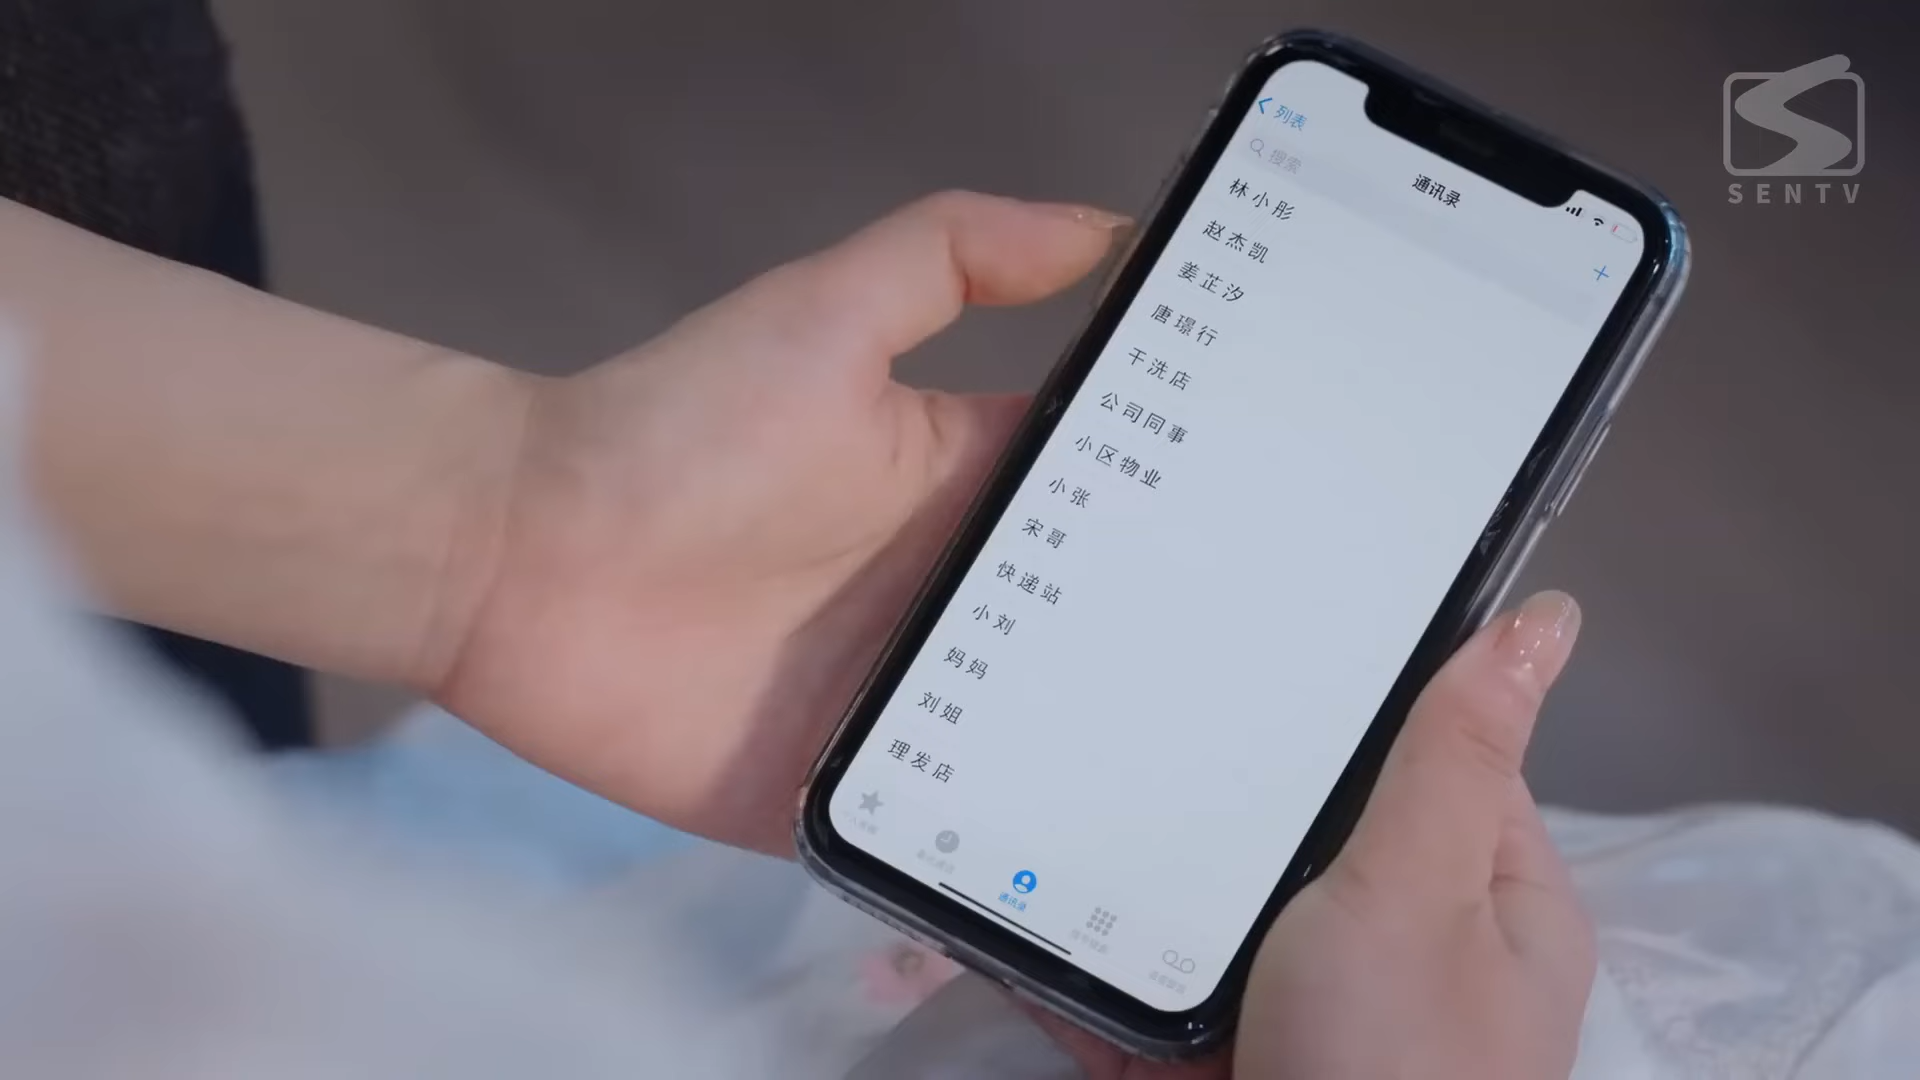 列表
搜索
通讯录
林小彤
赵杰凯
姜芷汐
唐璟行
干洗店
公司同事
小区物业
小张
宋哥
快递站
小刘
妈妈
刘姐
理发店
通讯录
SENTV